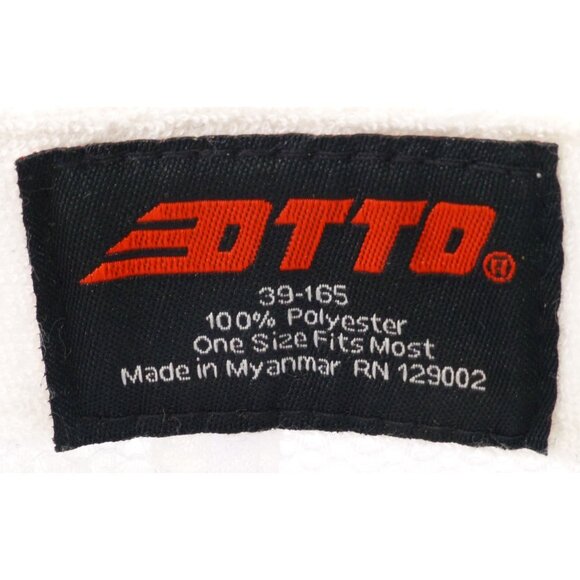 OTTO®
39-165
100% Polyester
One Size Fits Most
Made in Myanmar RN 129002